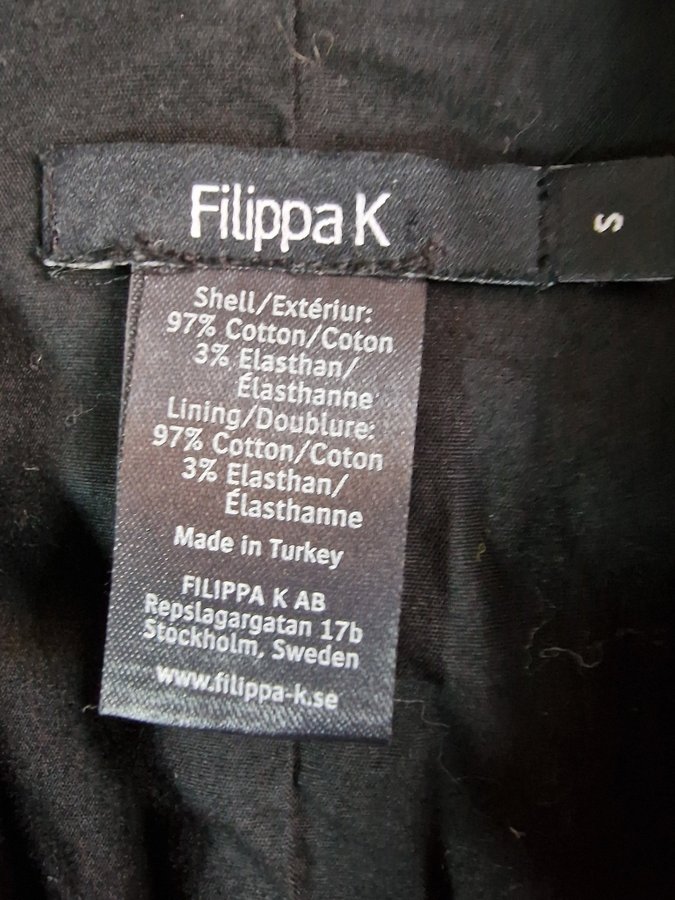 Filippa K
S
Shell/Extériur:
97% Cotton/Coton
3% Elasthan/
Élasthanne
Lining/Doublure:
97% Cotton/Coton
3% Elasthan/
Élasthanne
Made in Turkey
FILIPPA K AB
Repslagargatan 17b
Stockholm, Sweden
www.filippa-k.se